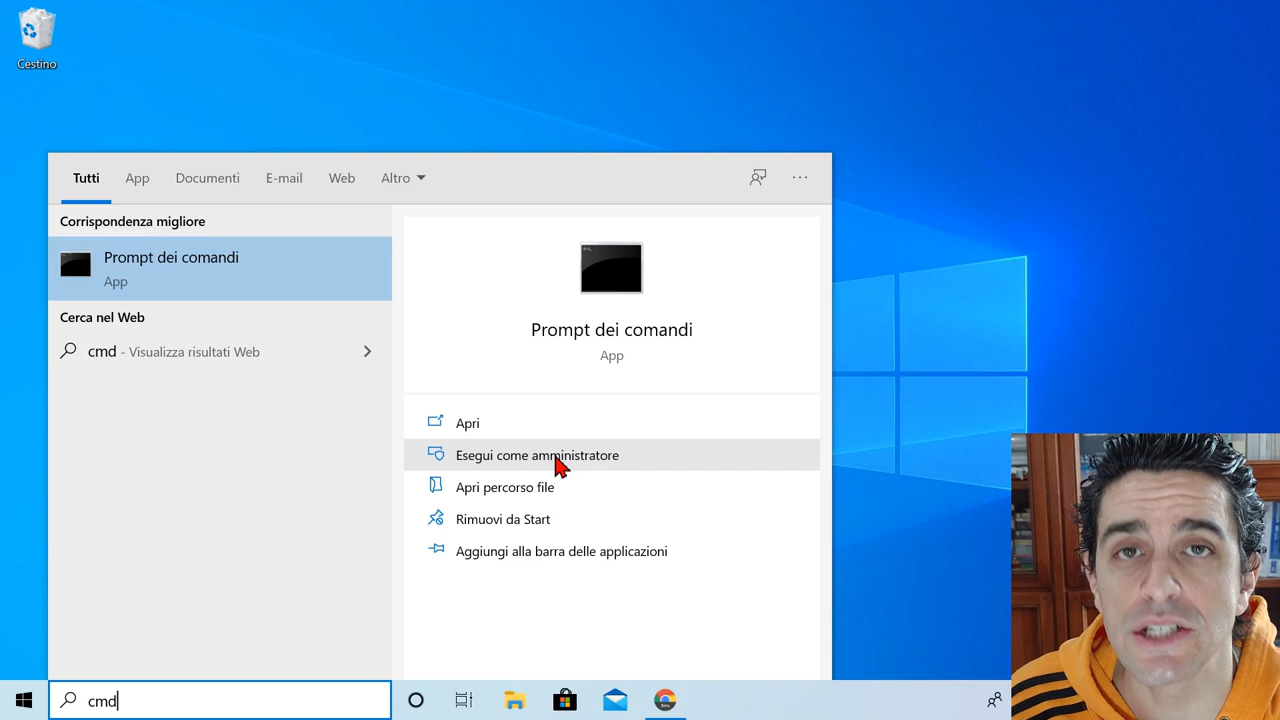 Cestino
Tutti
App
Documenti
E-mail
Web
Altro
Corrispondenza migliore
Prompt dei comandi
App
Cerca nel Web
cmd - Visualizza risultati Web
Prompt dei comandi
App
Apri
Esegui come amministratore
Apri percorso file
Rimuovi da Start
Aggiungi alla barra delle applicazioni
cmd
Beta